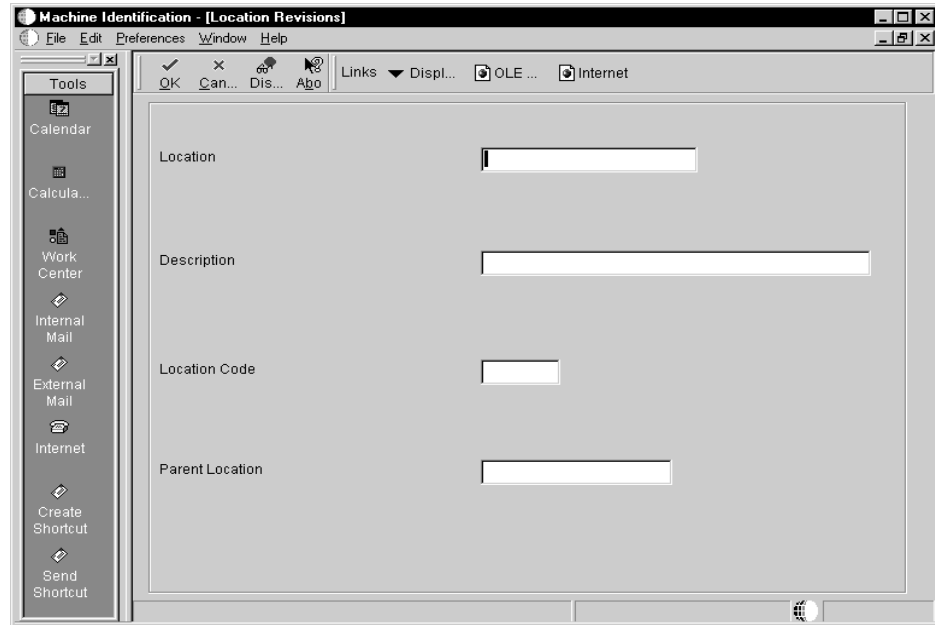 Machine Identification - [Location Revisions]
File Edit Preferences Window Help
Tools
Calendar
Calcula...
Work
Center
Internal
Mail
External
Mail
Internet
Create
Shortcut
Send
Shortcut
OK Can... Dis... Abo Links Displ... OLE ... Internet
Location
Description
Location Code
Parent Location